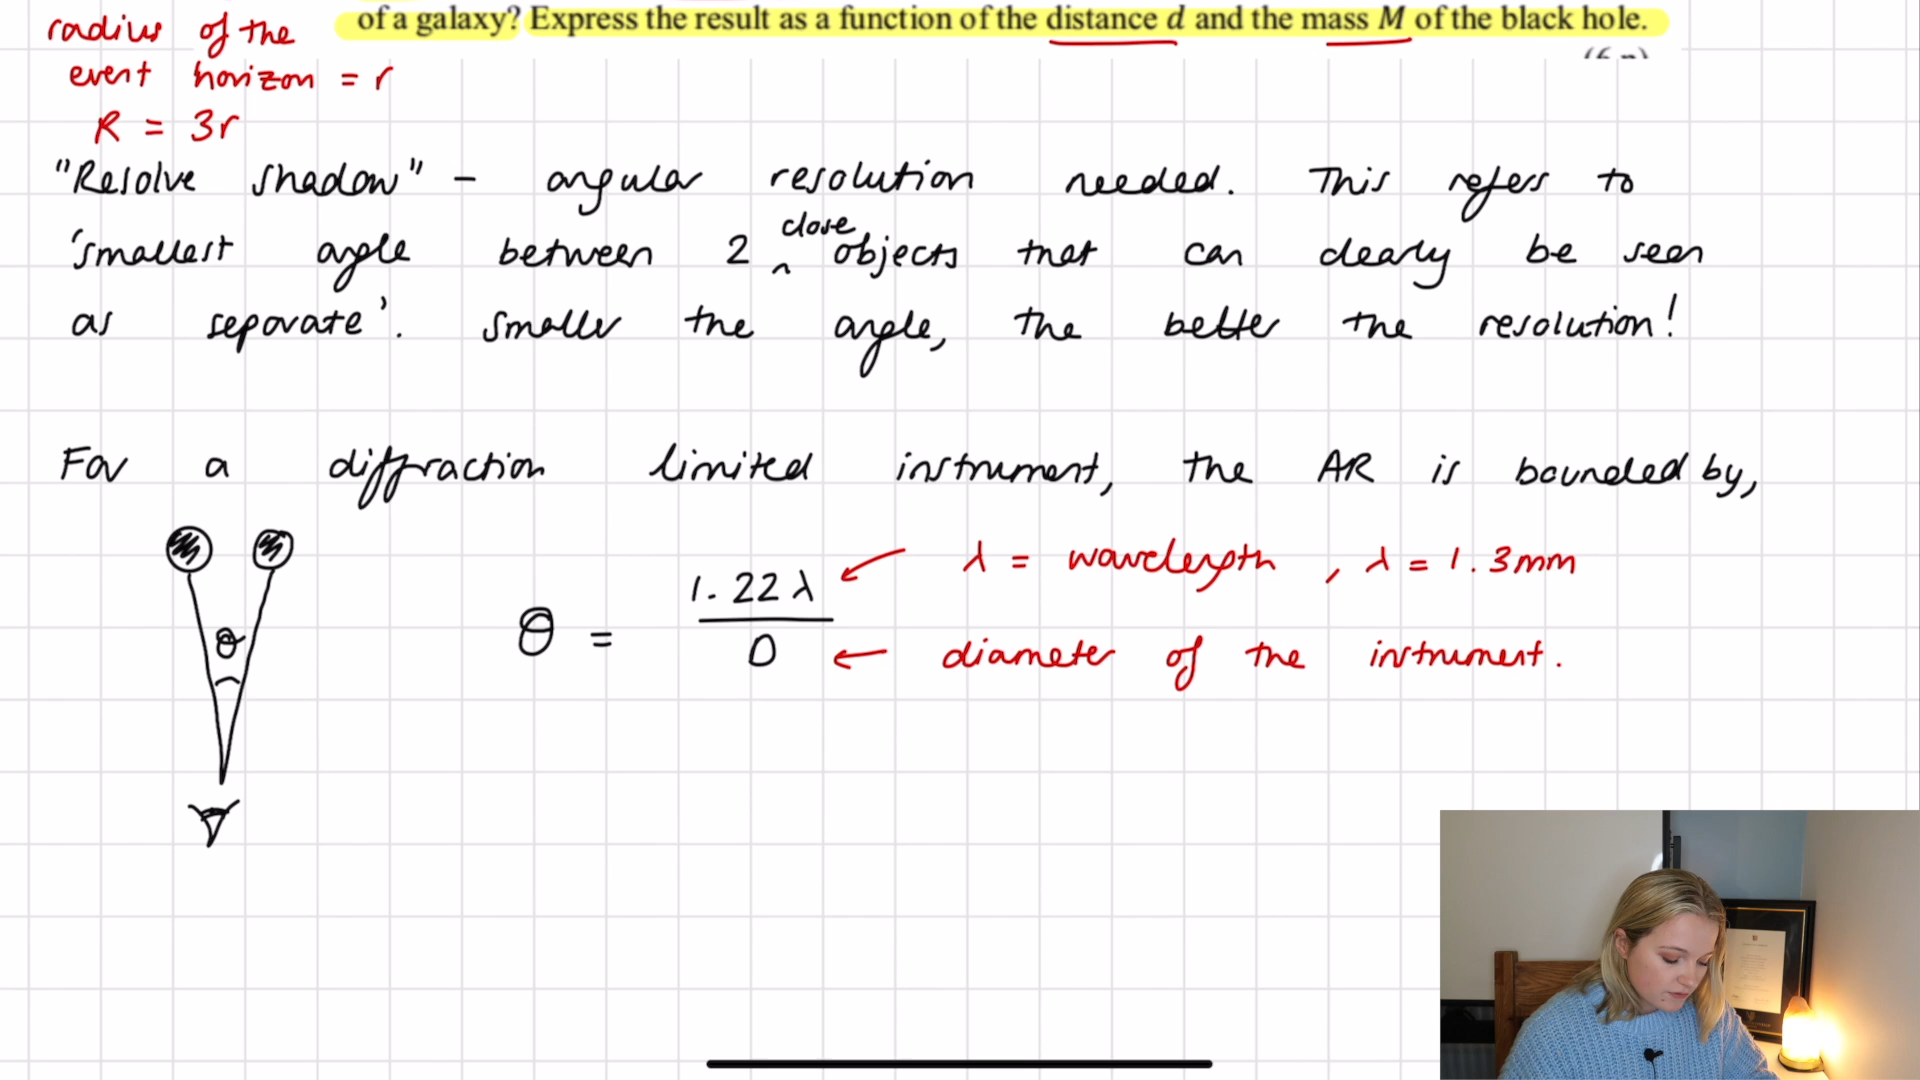 of a galaxy? Express the result as a function of the distance d and the mass M of the black hole.
radius of the
event horizon = r
R = 3r
"Resolve shadow" - angular resolution needed. This refers to
'smallest angle between 2 ^ close objects that can clearly be seen
as separate'. Smaller the angle, the better the resolution!
For a diffraction limited instrument, the AR is bounded by,
θ
θ = 1.22 λ / D
← λ = wavelength, λ = 1.3mm
← diameter of the instrument.